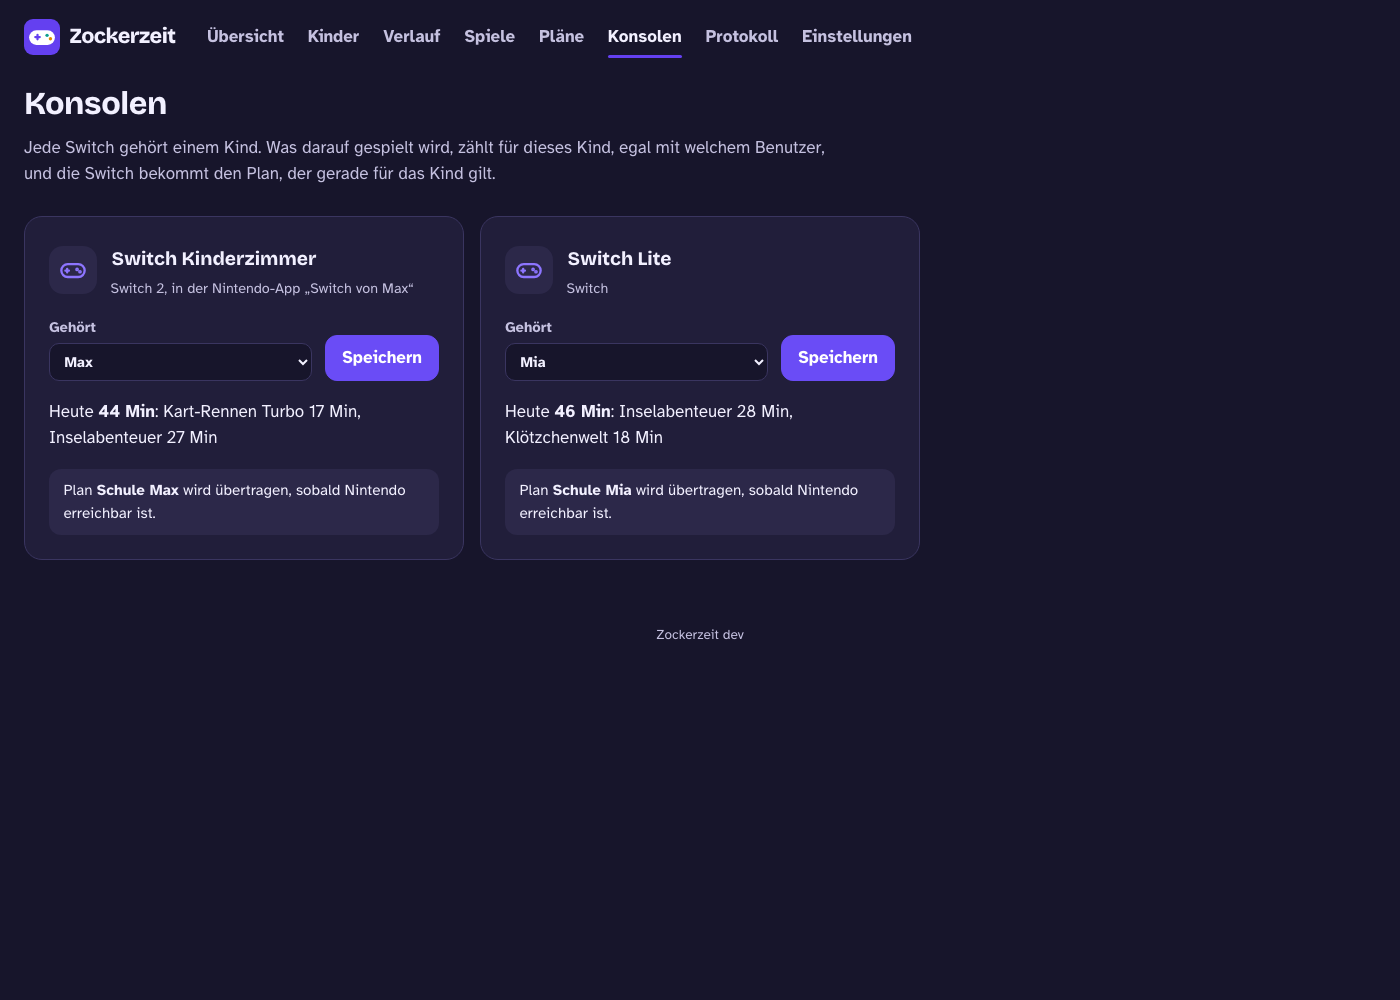 Zockerzeit
Übersicht
Kinder
Verlauf
Spiele
Pläne
Konsolen
Protokoll
Einstellungen
Konsolen
Jede Switch gehört einem Kind. Was darauf gespielt wird, zählt für dieses Kind, egal mit welchem Benutzer,
und die Switch bekommt den Plan, der gerade für das Kind gilt.
Switch Kinderzimmer
Switch 2, in der Nintendo-App „Switch von Max“
Gehört
Max
Speichern
Heute 44 Min: Kart-Rennen Turbo 17 Min,
Inselabenteuer 27 Min
Plan Schule Max wird übertragen, sobald Nintendo
erreichbar ist.
Switch Lite
Switch
Gehört
Mia
Speichern
Heute 46 Min: Inselabenteuer 28 Min,
Klötzchenwelt 18 Min
Plan Schule Mia wird übertragen, sobald Nintendo
erreichbar ist.
Zockerzeit dev